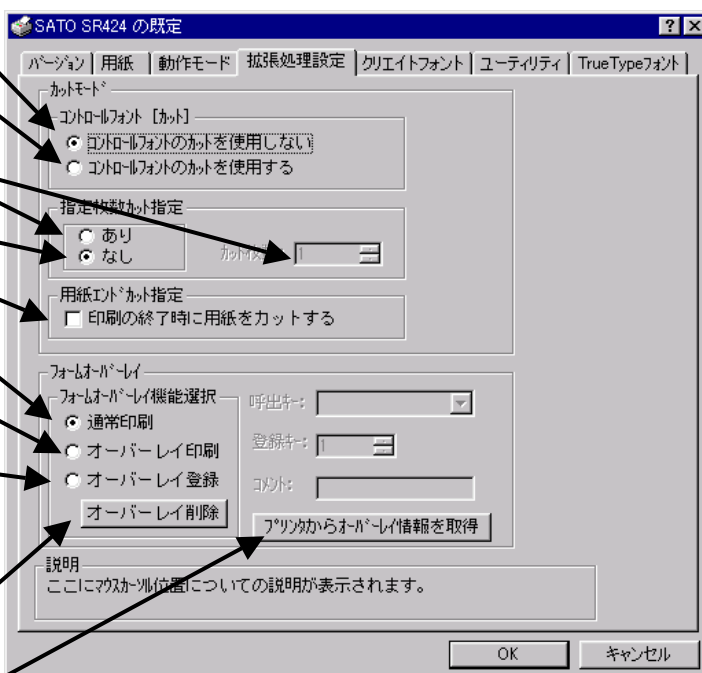 SATO SR424 の既定
バージョン 用紙 動作モード 拡張処理設定 クリエイトフォント ユーティリティ TrueTypeフォント
カットモード
コントロールフォント [カット]
コントロールフォントのカットを使用しない
コントロールフォントのカットを使用する
指定枚数カット指定
あり
なし
カット枚数: 1
用紙エンドカット指定
印刷の終了時に用紙をカットする
フォームオーバーレイ
フォームオーバーレイ機能選択
通常印刷
オーバーレイ印刷
オーバーレイ登録
オーバーレイ削除
呼出キー:
登録キー: 1
コメント:
プリンタからオーバーレイ情報を取得
説明
ここにマウスカーソル位置についての説明が表示されます。
OK キャンセル